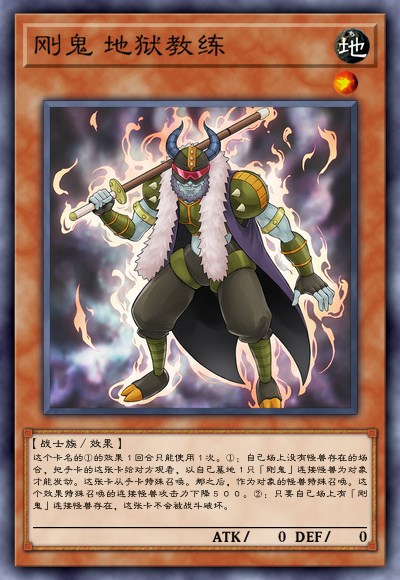 刚鬼 地狱教练
地
【战士族／效果】
这个卡名的①的效果1回合只能使用1次。①：自己场上没有怪兽存在的场
合，把手卡的这张卡给对方观看，以自己墓地1只「刚鬼」连接怪兽为对象
才能发动。这张卡从手卡特殊召唤。那之后，作为对象的怪兽特殊召唤。这
个效果特殊召唤的连接怪兽攻击力下降500。②：只要自己场上有「刚
鬼」连接怪兽存在，这张卡不会被战斗破坏。
ATK/ 0 DEF/ 0